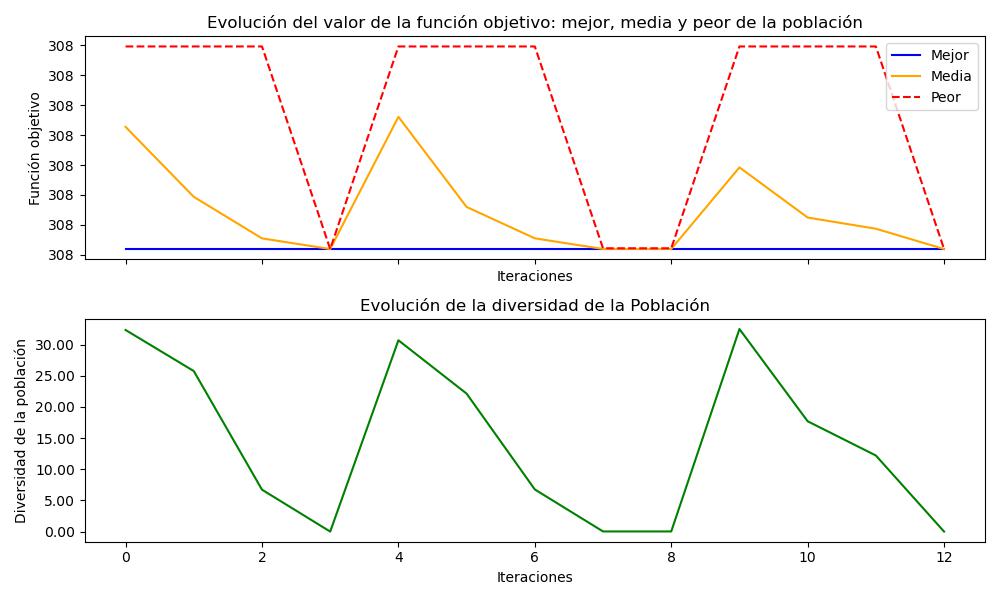 Evolución del valor de la función objetivo: mejor, media y peor de la población
308
308
308
308
308
308
308
308
Función objetivo
Mejor
Media
Peor
Iteraciones
Evolución de la diversidad de la Población
30.00
25.00
20.00
15.00
10.00
5.00
0.00
Diversidad de la población
0 2 4 6 8 10 12
Iteraciones